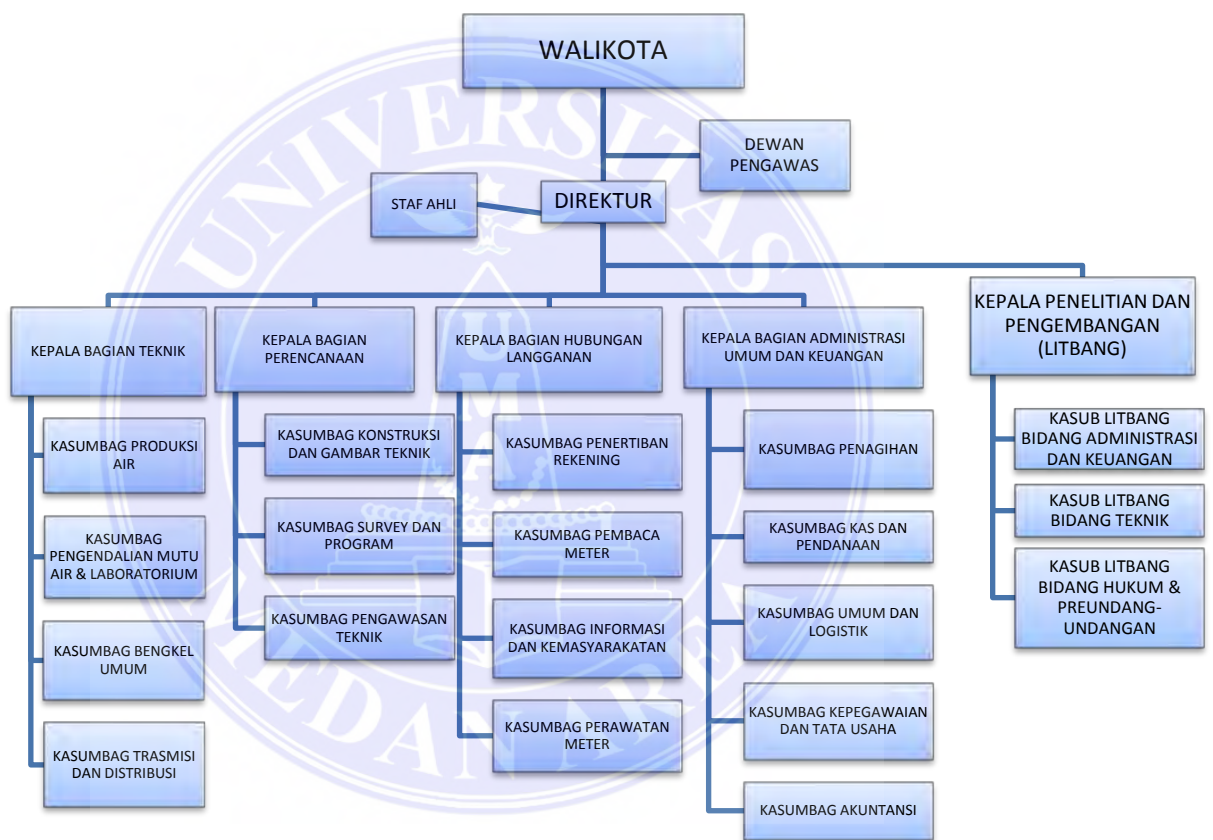 WALIKOTA
DEWAN
PENGAWAS
STAF AHLI
DIREKTUR
KEPALA BAGIAN TEKNIK
KEPALA BAGIAN
PERENCANAAN
KEPALA BAGIAN HUBUNGAN
LANGGANAN
KEPALA BAGIAN ADMINISTRASI
UMUM DAN KEUANGAN
KEPALA PENELITIAN DAN
PENGEMBANGAN
(LITBANG)
KASUMBAG PRODUKSI
AIR
KASUMBAG
PENGENDALIAN MUTU
AIR & LABORATORIUM
KASUMBAG BENGKEL
UMUM
KASUMBAG TRASMISI
DAN DISTRIBUSI
KASUMBAG KONSTRUKSI
DAN GAMBAR TEKNIK
KASUMBAG SURVEY DAN
PROGRAM
KASUMBAG PENGAWASAN
TEKNIK
KASUMBAG PENERTIBAN
REKENING
KASUMBAG PEMBACA
METER
KASUMBAG INFORMASI
DAN KEMASYARAKATAN
KASUMBAG PERAWATAN
METER
KASUMBAG PENAGIHAN
KASUMBAG KAS DAN
PENDANAAN
KASUMBAG UMUM DAN
LOGISTIK
KASUMBAG KEPEGAWAIAN
DAN TATA USAHA
KASUMBAG AKUNTANSI
KASUB LITBANG
BIDANG ADMINISTRASI
DAN KEUANGAN
KASUB LITBANG
BIDANG TEKNIK
KASUB LITBANG
BIDANG HUKUM &
PREUNDANG-
UNDANGAN
UNIVERSITAS
MEDAN AREA
UMA